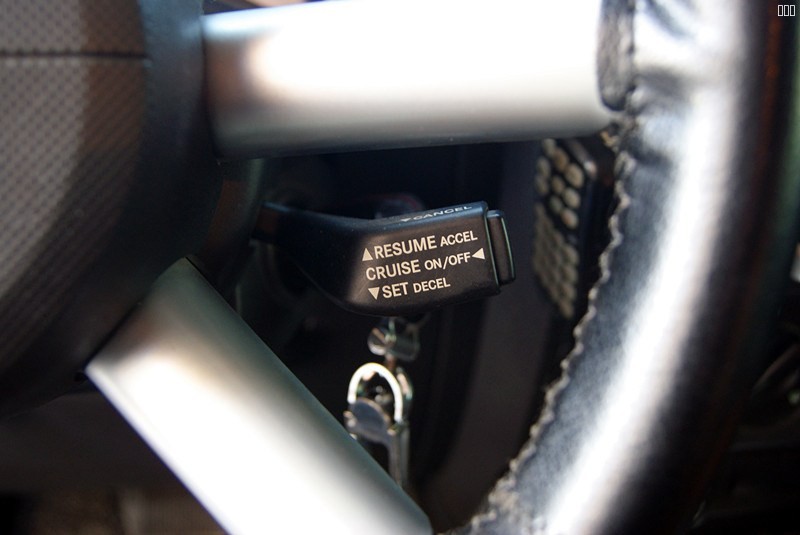 CANCEL
▲RESUME ACCEL
CRUISE ON/OFF◀
▼SET DECEL